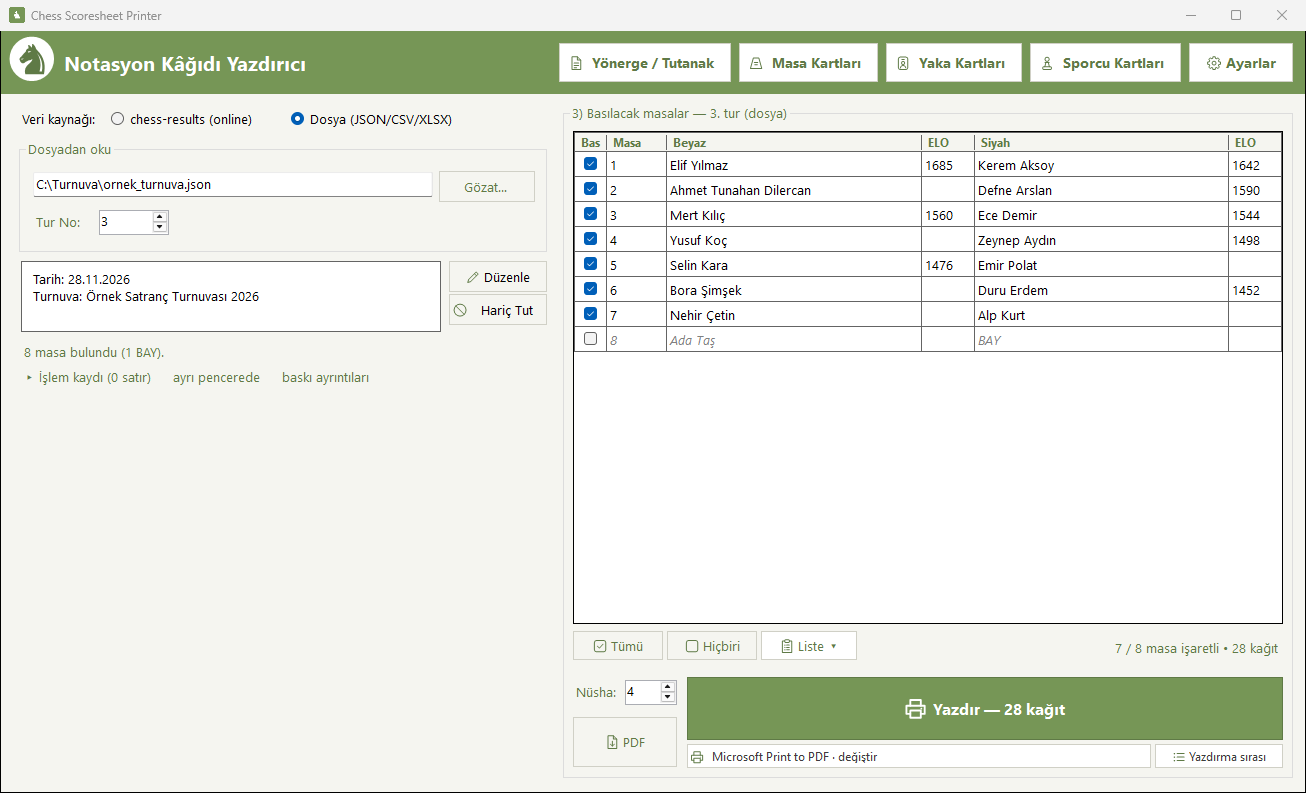 Chess Scoresheet Printer
Notasyon Kâğıdı Yazdırıcı
Yönerge / Tutanak
Masa Kartları
Yaka Kartları
Sporcu Kartları
Ayarlar
Veri kaynağı: chess-results (online) Dosya (JSON/CSV/XLSX)
Dosyadan oku
C:\Turnuva\ornek_turnuva.json Gözat...
Tur No: 3
Tarih: 28.11.2026
Turnuva: Örnek Satranç Turnuvası 2026
Düzenle
Hariç Tut
8 masa bulundu (1 BAY).
‣ İşlem kaydı (0 satır) ayrı pencerede baskı ayrıntıları
3) Basılacak masalar — 3. tur (dosya)
Bas Masa Beyaz ELO Siyah ELO
1 Elif Yılmaz 1685 Kerem Aksoy 1642
2 Ahmet Tunahan Dilercan Defne Arslan 1590
3 Mert Kılıç 1560 Ece Demir 1544
4 Yusuf Koç Zeynep Aydın 1498
5 Selin Kara 1476 Emir Polat
6 Bora Şimşek Duru Erdem 1452
7 Nehir Çetin Alp Kurt
8 Ada Taş BAY
Tümü Hiçbiri Liste ▾
7 / 8 masa işaretli • 28 kağıt
Nüsha: 4
Yazdır — 28 kağıt
PDF
Microsoft Print to PDF · değiştir
Yazdırma sırası